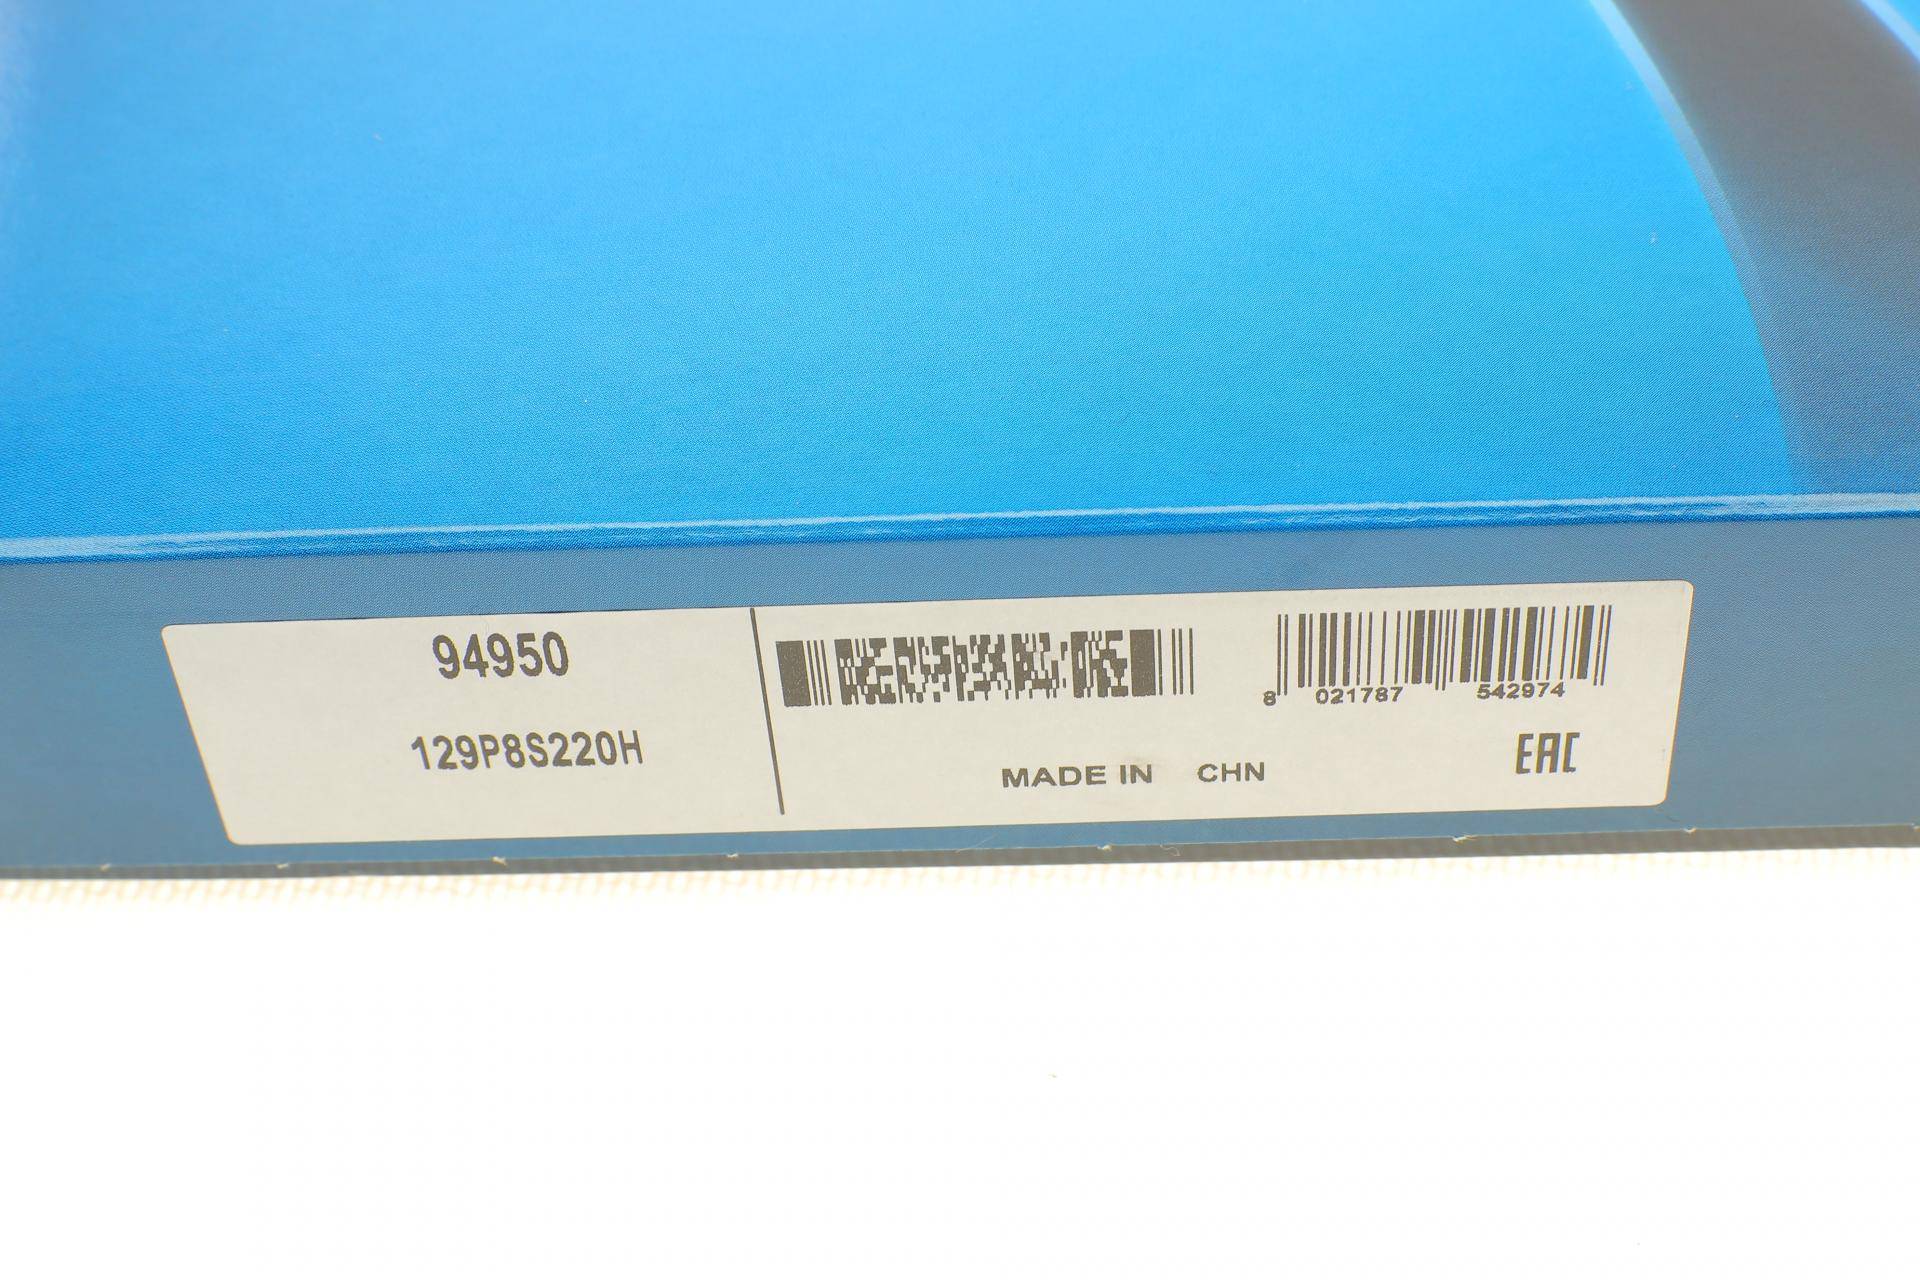 94950
129P8S220H
8 021787 542974
MADE IN CHN
EAC